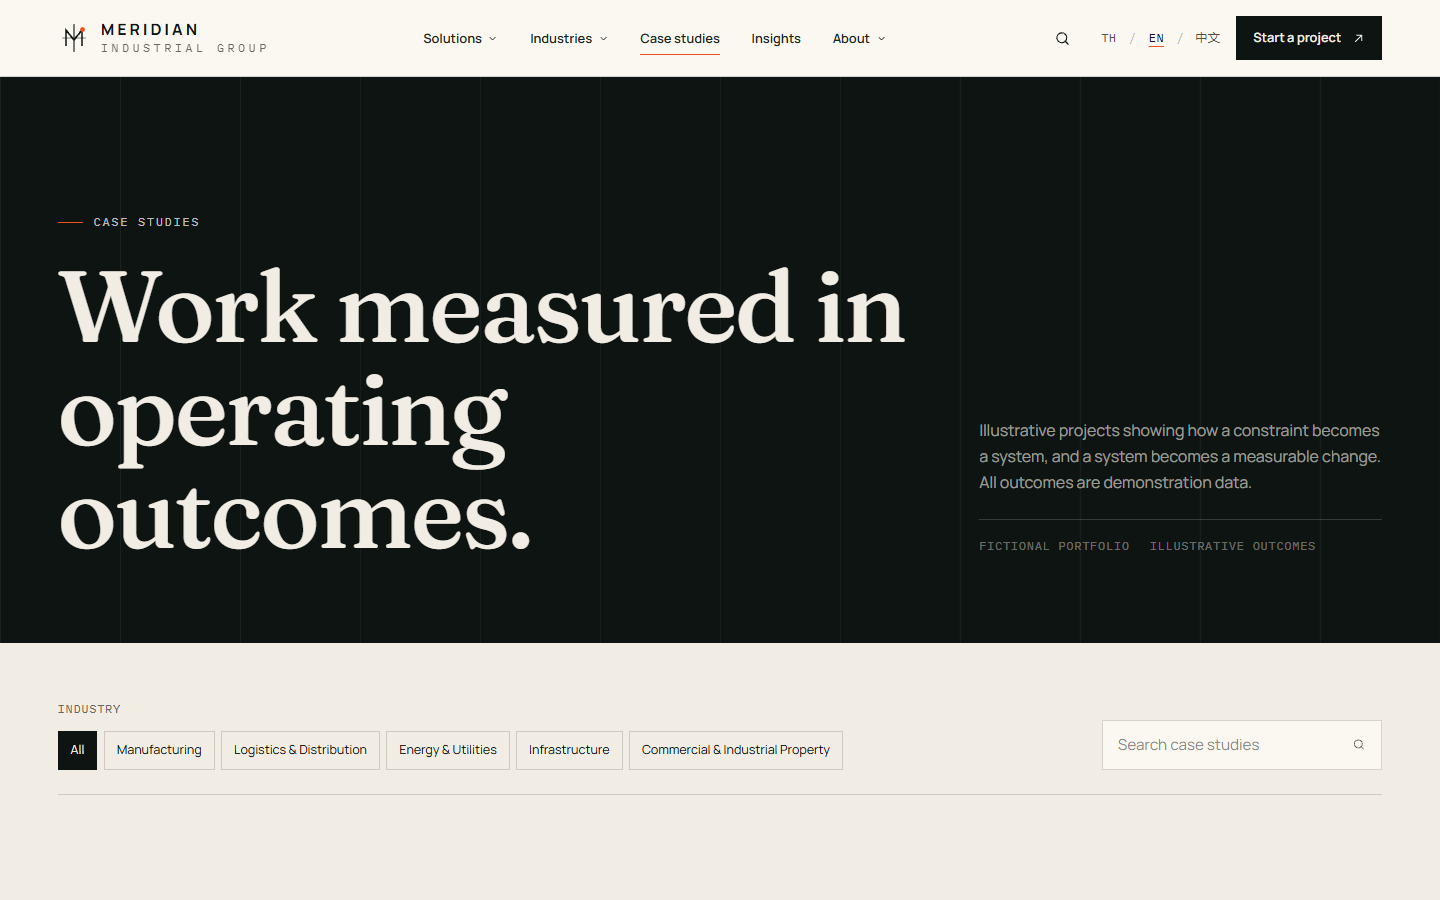 MERIDIAN
INDUSTRIAL GROUP
Solutions
Industries
Case studies
Insights
About
TH / EN / 中文
Start a project
CASE STUDIES
Work measured in
operating
outcomes.
Illustrative projects showing how a constraint becomes
a system, and a system becomes a measurable change.
All outcomes are demonstration data.
FICTIONAL PORTFOLIO ILLUSTRATIVE OUTCOMES
INDUSTRY
All
Manufacturing
Logistics & Distribution
Energy & Utilities
Infrastructure
Commercial & Industrial Property
Search case studies